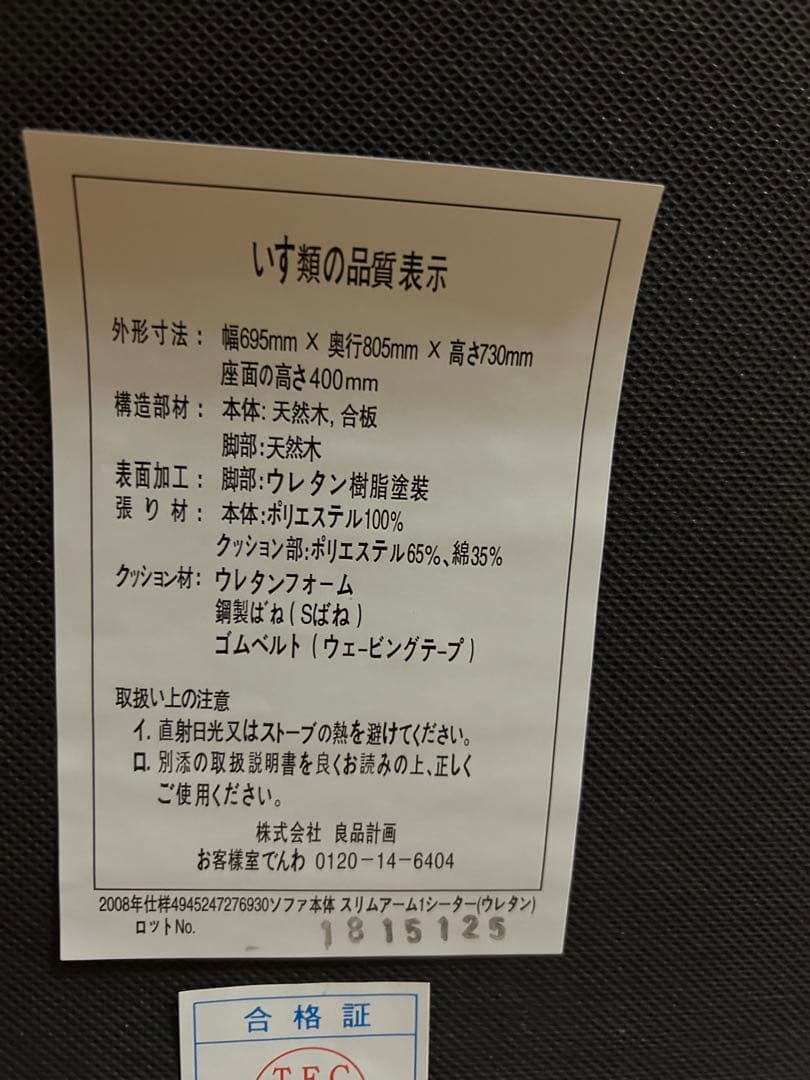 いす類の品質表示
外形寸法: 幅695mm × 奥行805mm × 高さ730mm
座面の高さ400mm
構造部材: 本体:天然木,合板
脚部:天然木
表面加工: 脚部:ウレタン樹脂塗装
張り材: 本体:ポリエステル100%
クッション部:ポリエステル65%、綿35%
クッション材: ウレタンフォーム
鋼製ばね(Sばね)
ゴムベルト(ウェービングテープ)
取扱い上の注意
イ. 直射日光又はストーブの熱を避けてください。
ロ. 別添の取扱説明書を良くお読みの上、正しく
ご使用ください。
株式会社 良品計画
お客様室でんわ 0120-14-6404
2008年仕様4945247276930ソファ本体 スリムアーム1シーター(ウレタン)
ロットNo. 1815125
合格証